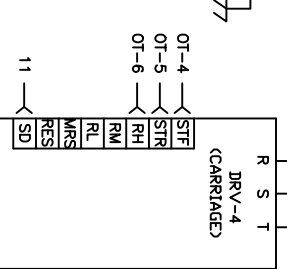 OT-4
OT-5
OT-6
11
STF
STR
RH
RM
RL
MRS
RES
SD
R S T
DRV-4
(CARRIAGE)